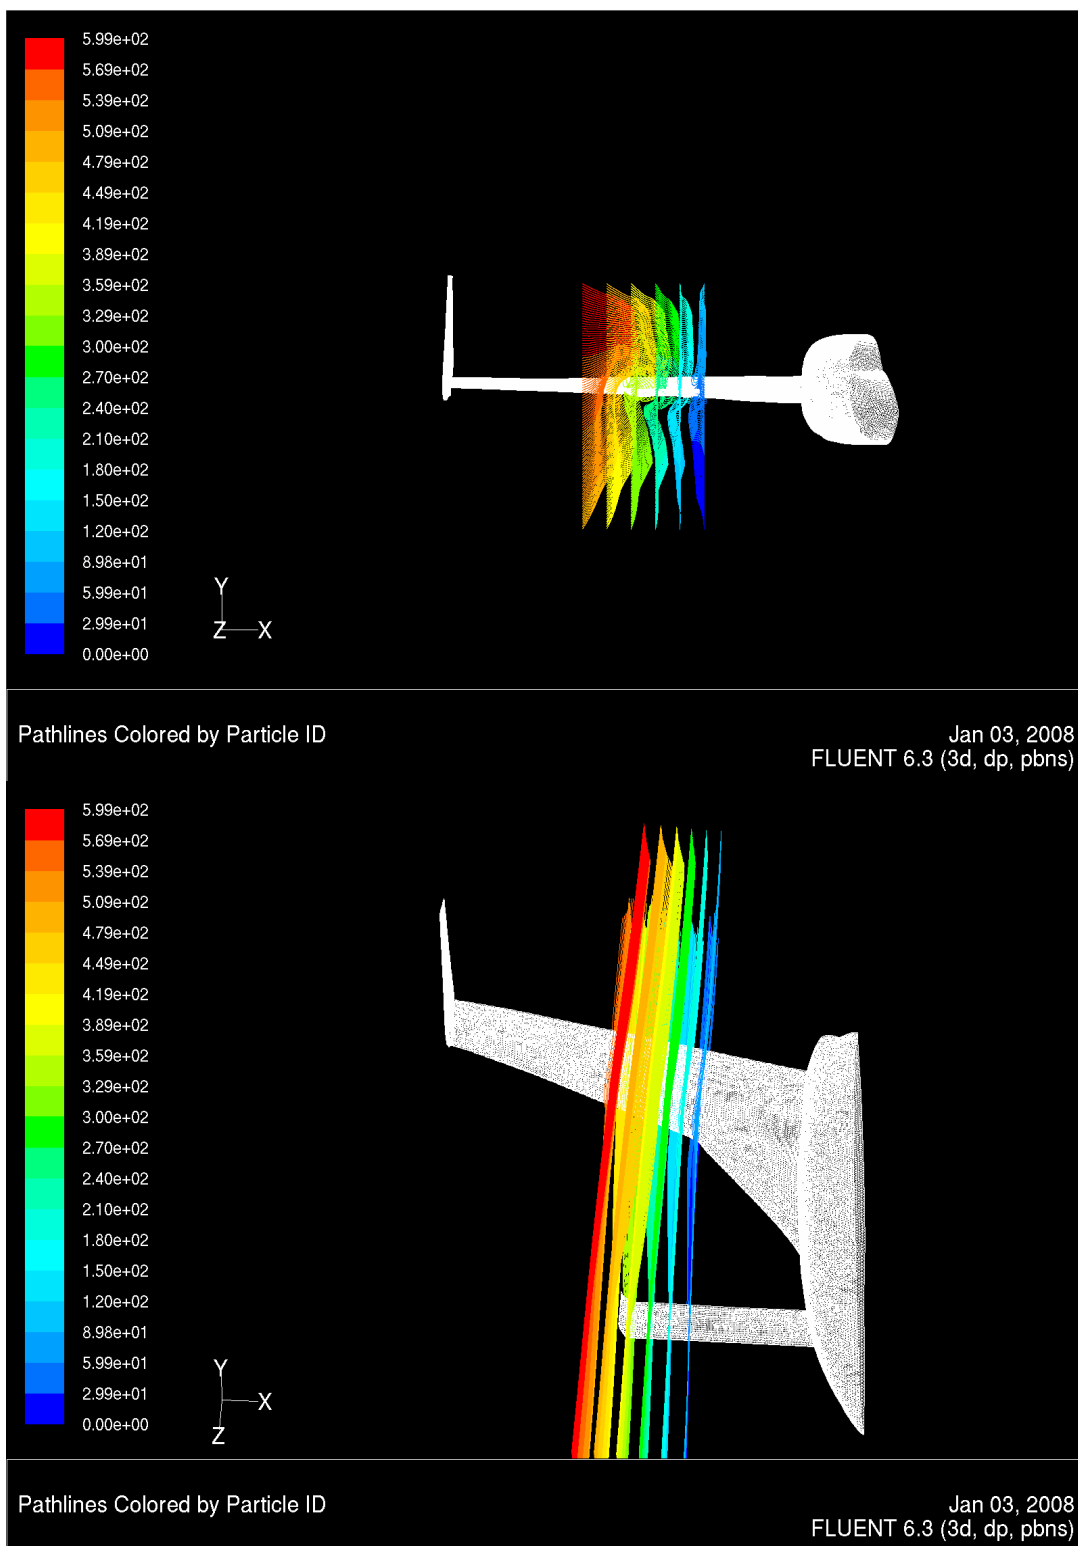 5.99e+02
5.69e+02
5.39e+02
5.09e+02
4.79e+02
4.49e+02
4.19e+02
3.89e+02
3.59e+02
3.29e+02
3.00e+02
2.70e+02
2.40e+02
2.10e+02
1.80e+02
1.50e+02
1.20e+02
8.98e+01
5.99e+01
2.99e+01
0.00e+00
Y
Z X
Pathlines Colored by Particle ID
Jan 03, 2008
FLUENT 6.3 (3d, dp, pbns)
5.99e+02
5.69e+02
5.39e+02
5.09e+02
4.79e+02
4.49e+02
4.19e+02
3.89e+02
3.59e+02
3.29e+02
3.00e+02
2.70e+02
2.40e+02
2.10e+02
1.80e+02
1.50e+02
1.20e+02
8.98e+01
5.99e+01
2.99e+01
0.00e+00
Y
X
Z
Pathlines Colored by Particle ID
Jan 03, 2008
FLUENT 6.3 (3d, dp, pbns)